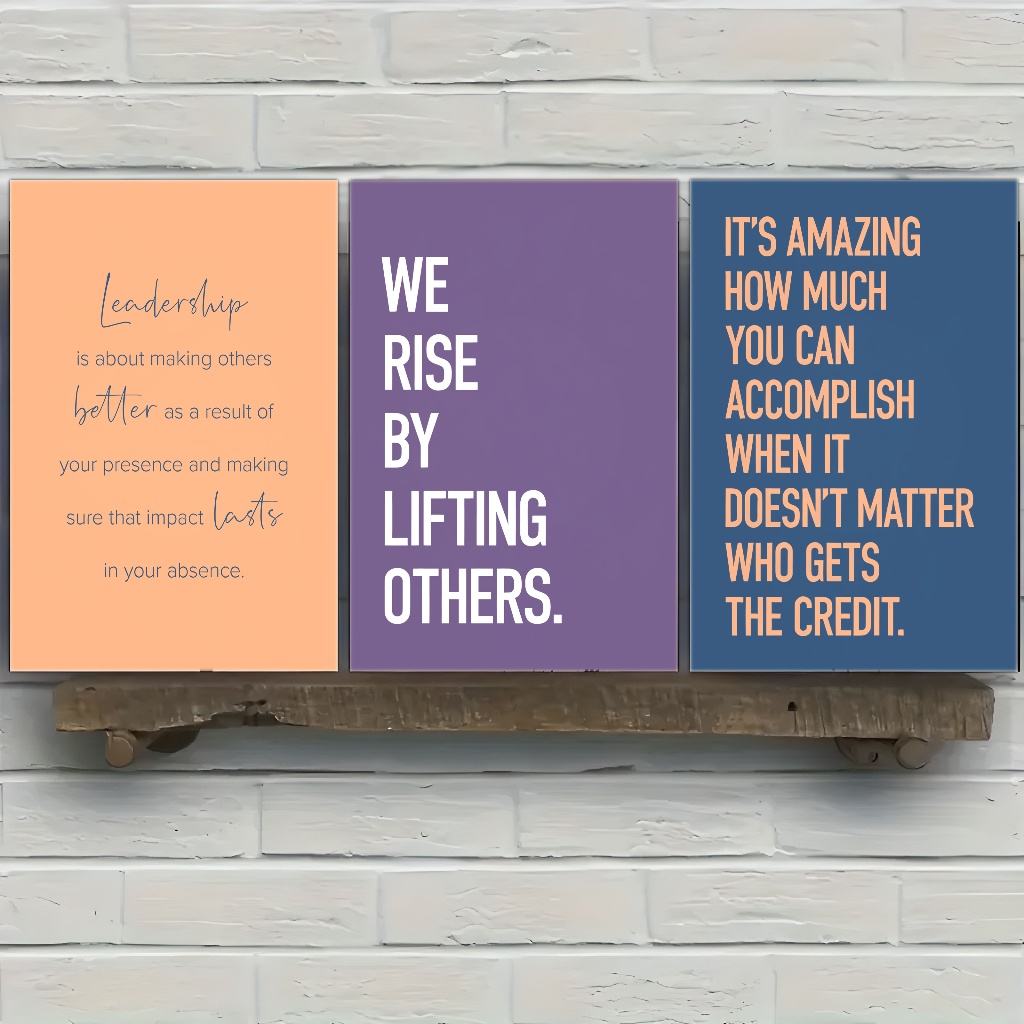 Leadership
is about making others
better as a result of
your presence and making
sure that impact lasts
in your absence.
WE
RISE
BY
LIFTING
OTHERS.
IT'S AMAZING
HOW MUCH
YOU CAN
ACCOMPLISH
WHEN IT
DOESN'T MATTER
WHO GETS
THE CREDIT.